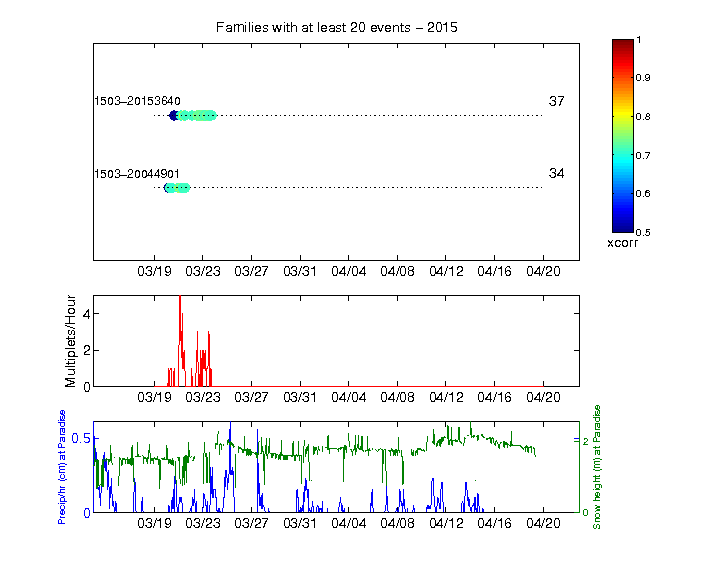 Families with at least 20 events – 2015
1503–20153640
37
1503–20044901
34
03/19 03/23 03/27 03/31 04/04 04/08 04/12 04/16 04/20
1
0.9
0.8
0.7
0.6
0.5
xcorr
Multiplets/Hour
4
2
0
03/19 03/23 03/27 03/31 04/04 04/08 04/12 04/16 04/20
Precip/hr (cm) at Paradise
0.5
0
2
0
Snow height (m) at Paradise
03/19 03/23 03/27 03/31 04/04 04/08 04/12 04/16 04/20